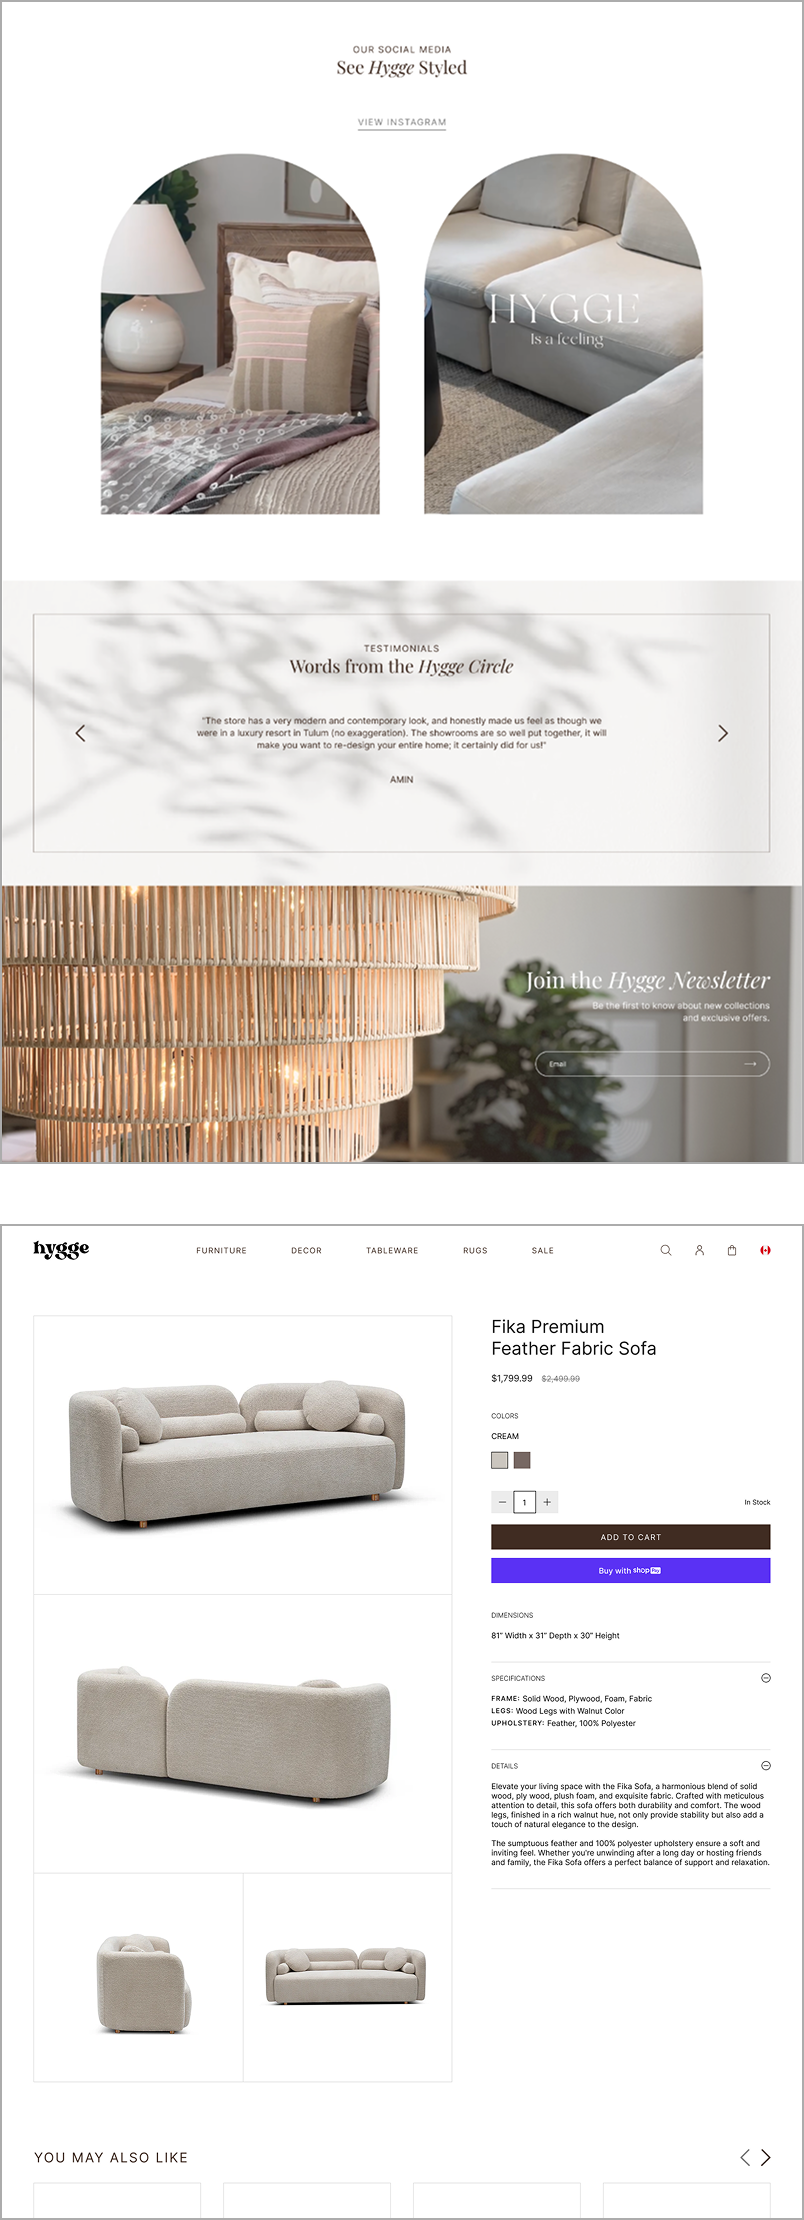 OUR SOCIAL MEDIA
See Hygge Styled
VIEW INSTAGRAM
HYGGE
Is a feeling
TESTIMONIALS
Words from the Hygge Circle
"The store has a very modern and contemporary look, and honestly made us feel as though we
were in a luxury resort in Tulum (no exaggeration). The showrooms are so well put together, it will
make you want to re-design your entire home; it certainly did for us!"
AMIN
Join the Hygge Newsletter
Be the first to know about new collections
and exclusive offers.
Email
hygge
FURNITURE
DECOR
TABLEWARE
RUGS
SALE
Fika Premium
Feather Fabric Sofa
$1,799.99 $2,499.99
COLORS
CREAM
1
In Stock
ADD TO CART
Buy with shop Pay
DIMENSIONS
81" Width x 31" Depth x 30" Height
SPECIFICATIONS
FRAME: Solid Wood, Plywood, Foam, Fabric
LEGS: Wood Legs with Walnut Color
UPHOLSTERY: Feather, 100% Polyester
DETAILS
Elevate your living space with the Fika Sofa, a harmonious blend of solid
wood, ply wood, plush foam, and exquisite fabric. Crafted with meticulous
attention to detail, this sofa offers both durability and comfort. The wood
legs, finished in a rich walnut hue, not only provide stability but also add a
touch of natural elegance to the design.
The sumptuous feather and 100% polyester upholstery ensure a soft and
inviting feel. Whether you're unwinding after a long day or hosting friends
and family, the Fika Sofa offers a perfect balance of support and relaxation.
YOU MAY ALSO LIKE